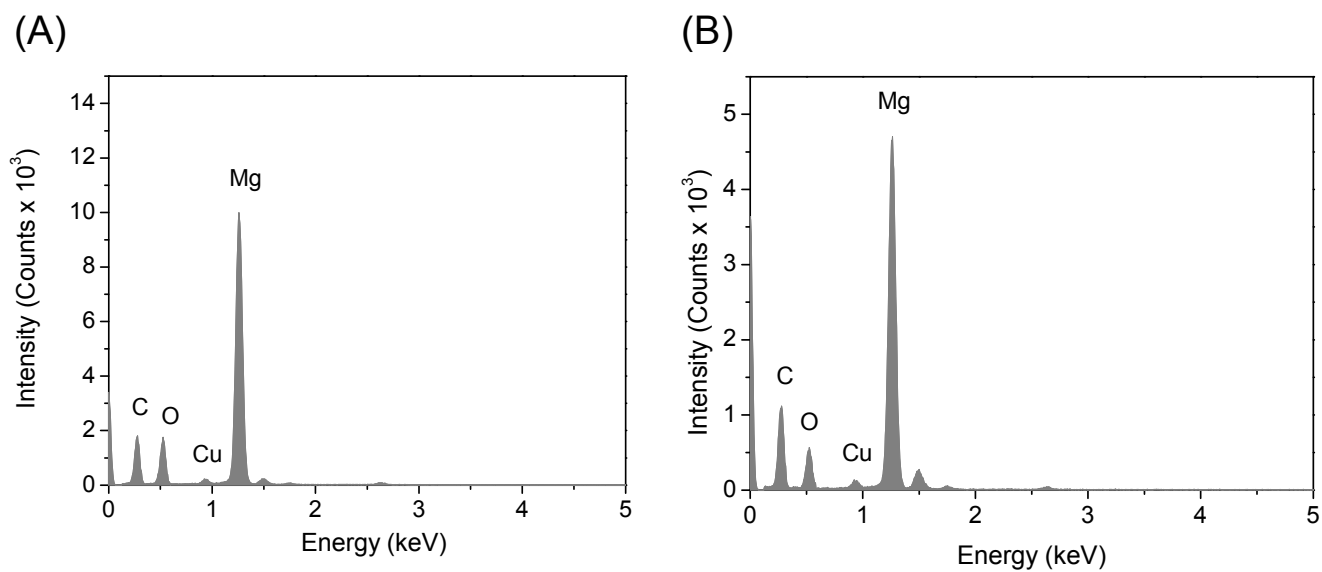 (A)
14
12
10
8
6
4
2
0
Intensity (Counts x 10³)
Mg
C
O
Cu
0 1 2 3 4 5
Energy (keV)
(B)
5
4
3
2
1
0
Intensity (Counts x 10³)
Mg
C
O
Cu
0 1 2 3 4 5
Energy (keV)